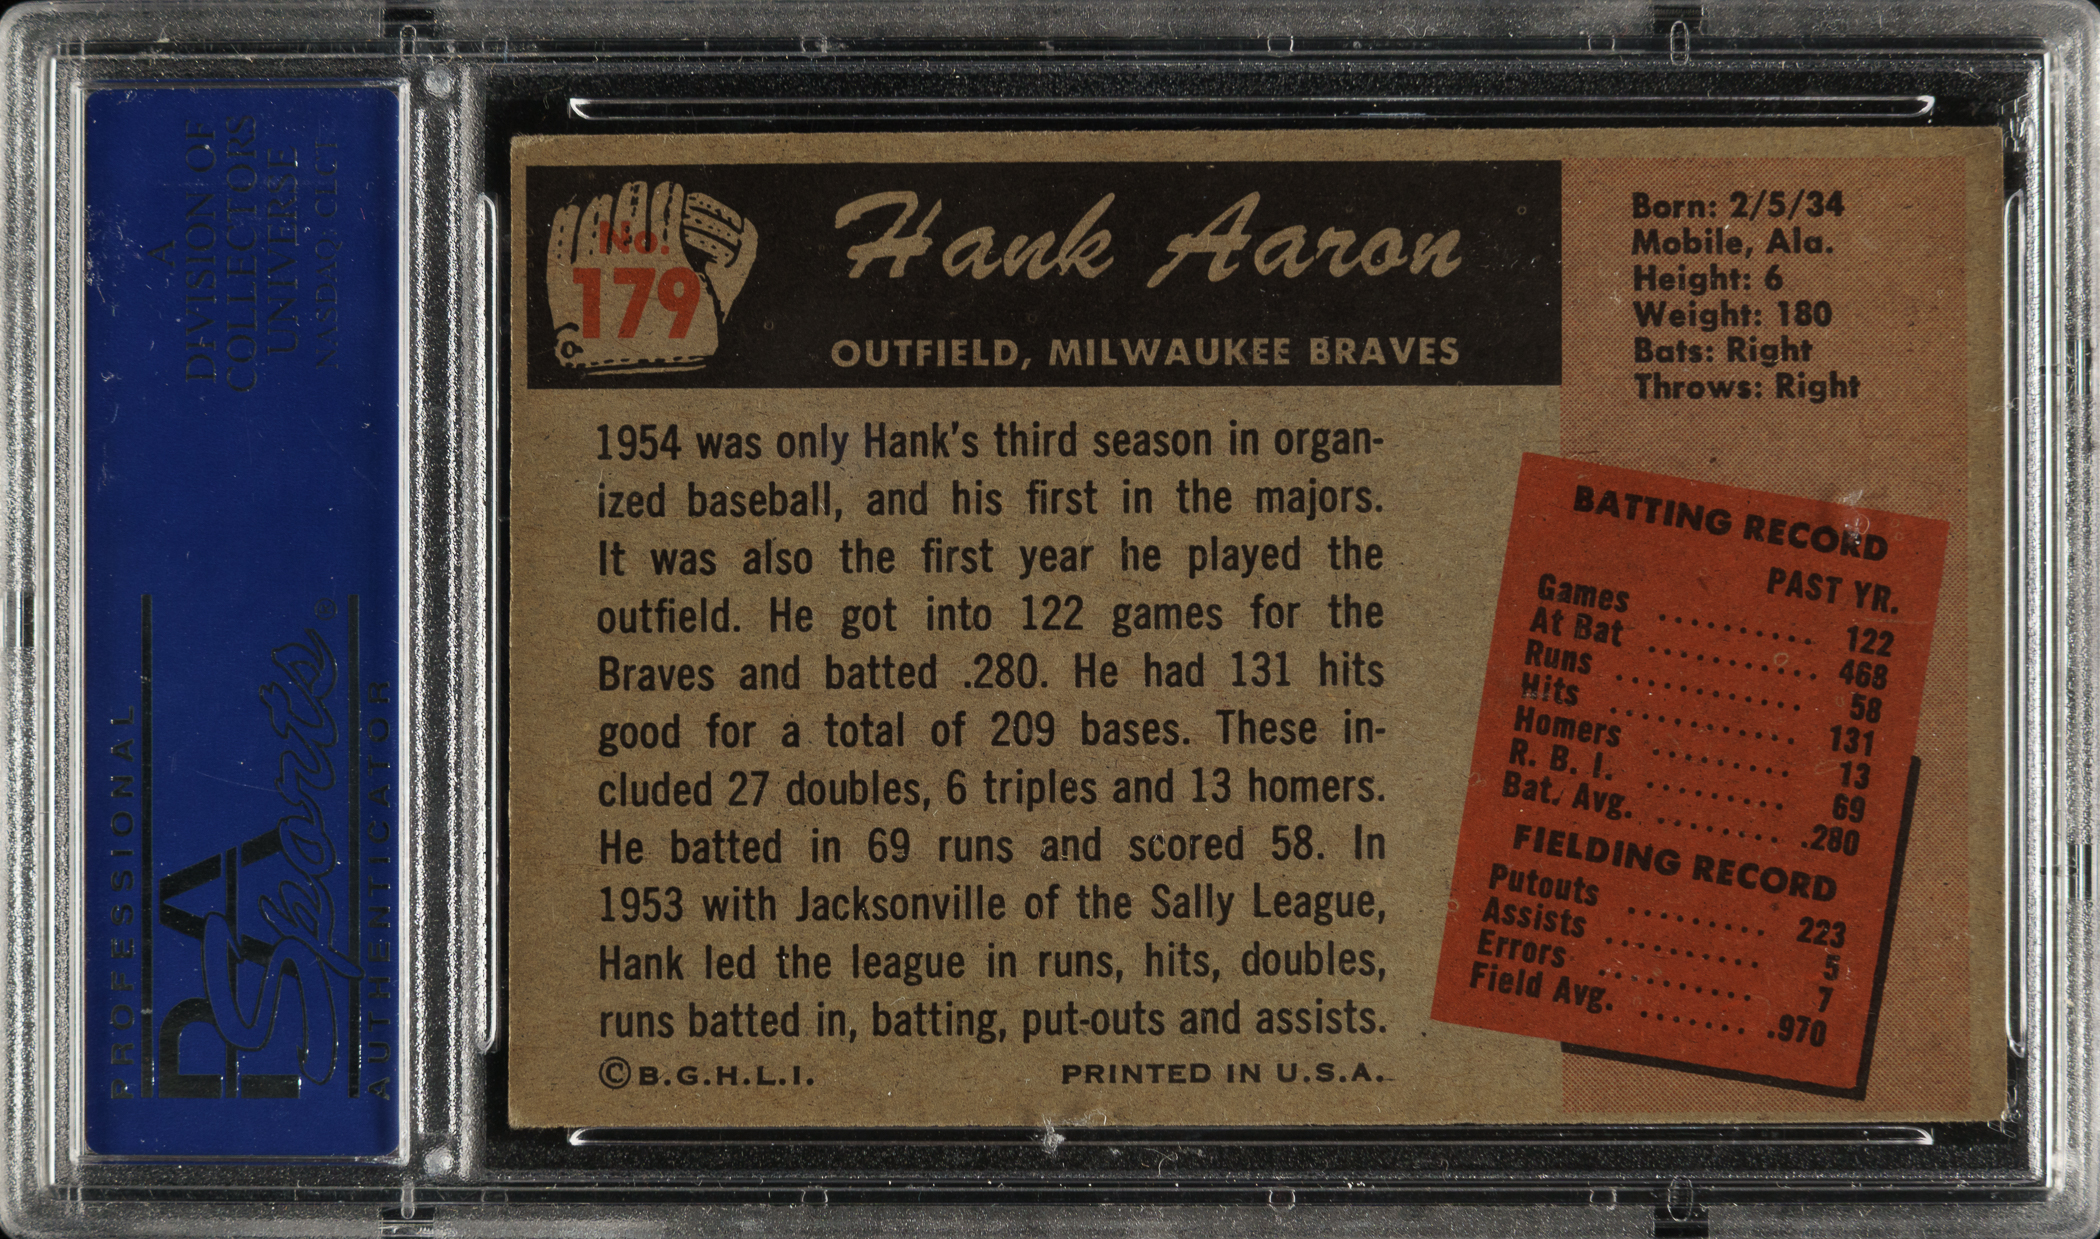 A
DIVISION OF
COLLECTORS
UNIVERSE
NASDAQ: CLCT
PROFESSIONAL
PSA
Sports®
AUTHENTICATOR
No.
179
Hank Aaron
OUTFIELD, MILWAUKEE BRAVES
Born: 2/5/34
Mobile, Ala.
Height: 6
Weight: 180
Bats: Right
Throws: Right
1954 was only Hank's third season in organ-
ized baseball, and his first in the majors.
It was also the first year he played the
outfield. He got into 122 games for the
Braves and batted .280. He had 131 hits
good for a total of 209 bases. These in-
cluded 27 doubles, 6 triples and 13 homers.
He batted in 69 runs and scored 58. In
1953 with Jacksonville of the Sally League,
Hank led the league in runs, hits, doubles,
runs batted in, batting, put-outs and assists.
©B.G.H.L.I. PRINTED IN U.S.A.
BATTING RECORD
PAST YR.
Games .......... 122
At Bat ........... 468
Runs ........... 58
Hits ........... 131
Homers ......... 13
R. B. I. ......... 69
Bat. Avg. ......... .280
FIELDING RECORD
Putouts ......... 223
Assists .......... 5
Errors .......... 7
Field Avg. ........ .970